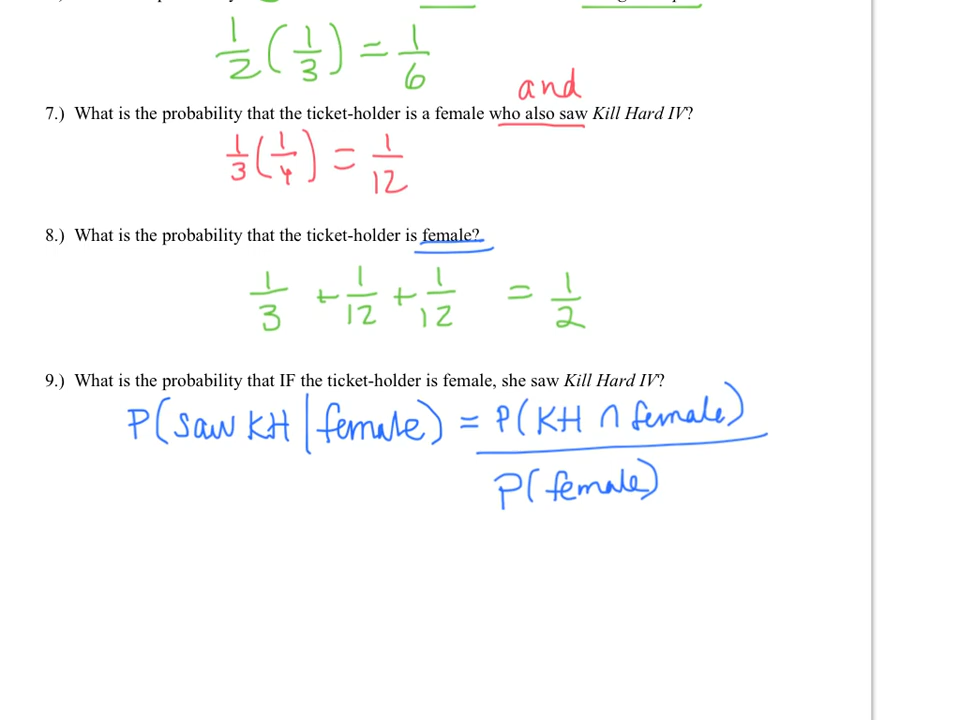 1/2 (1/3) = 1/6
and
7.) What is the probability that the ticket-holder is a female who also saw Kill Hard IV?
1/3 (1/4) = 1/12
8.) What is the probability that the ticket-holder is female?
1/3 + 1/12 + 1/12 = 1/2
9.) What is the probability that IF the ticket-holder is female, she saw Kill Hard IV?
P(saw KH | female) = P(KH ∩ female)
P(female)